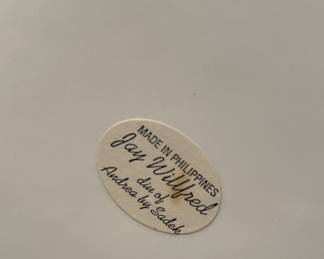 MADE IN PHILIPPINES
Jay Willfred
div of
Andrea by Sadek